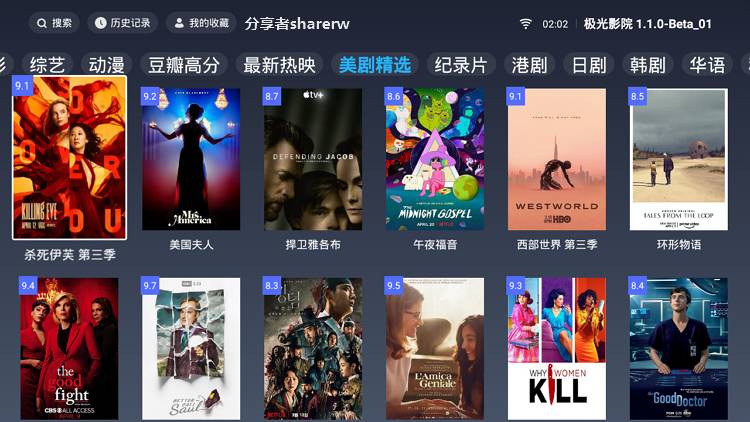 搜索 历史记录 我的收藏 分享者sharerw 02:02 极光影院 1.1.0-Beta_01
综艺 动漫 豆瓣高分 最新热映 美剧精选 纪录片 港剧 日剧 韩剧 华语
9.1 9.2 8.7 8.6 9.1 8.5
KILLING EVE
Mrs. America
tv+
DEFENDING JACOB
THE MIDNIGHT GOSPEL
APRIL 20
WESTWORLD
HBO
TALES FROM THE LOOP
prime video
杀死伊芙 第三季 美国夫人 捍卫雅各布 午夜福音 西部世界 第三季 环形物语
9.4 9.7 8.3 9.5 9.3 8.4
the good fight
CBS ALL ACCESS
BETTER CALL Saul
L'Amica Geniale
WHY WOMEN KILL
the Good Doctor